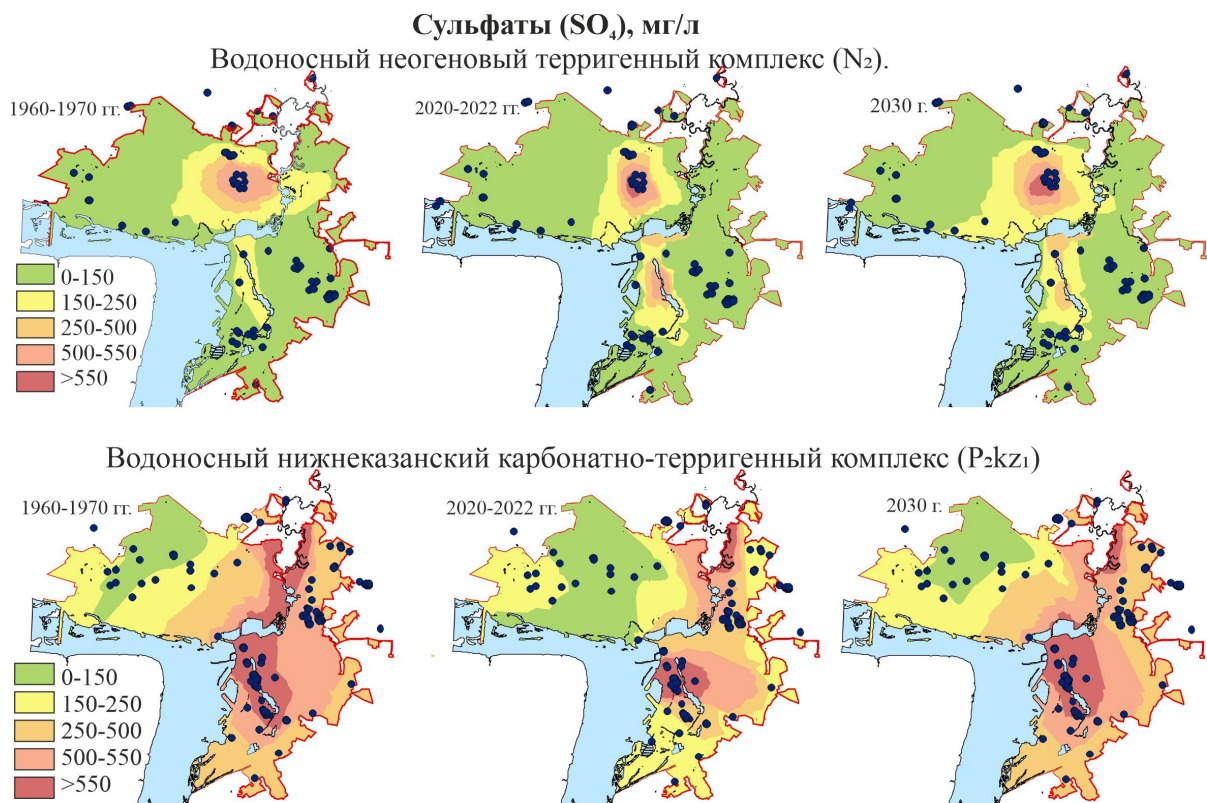 Сульфаты (SO₄), мг/л
Водоносный неогеновый терригенный комплекс (N₂).
1960-1970 гг.
2020-2022 гг.
2030 г.
0-150
150-250
250-500
500-550
>550
Водоносный нижнеказанский карбонатно-терригенный комплекс (P₂kz₁)
1960-1970 гг.
2020-2022 гг.
2030 г.
0-150
150-250
250-500
500-550
>550